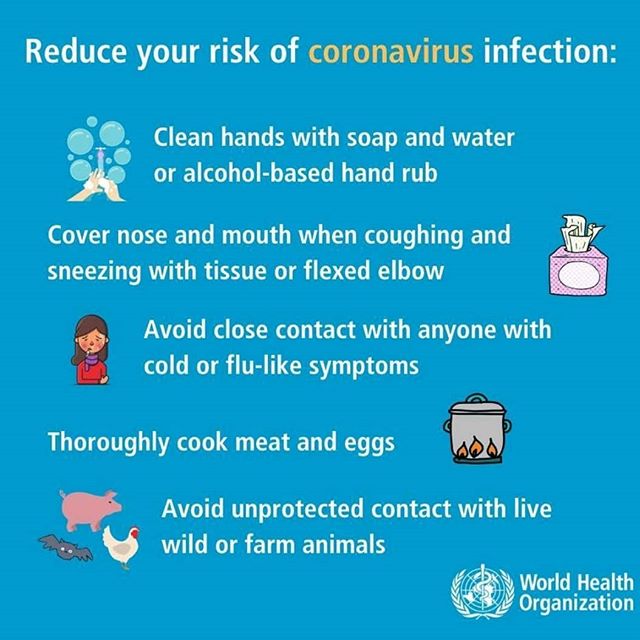 Reduce your risk of coronavirus infection:
Clean hands with soap and water
or alcohol-based hand rub
Cover nose and mouth when coughing and
sneezing with tissue or flexed elbow
Avoid close contact with anyone with
cold or flu-like symptoms
Thoroughly cook meat and eggs
Avoid unprotected contact with live
wild or farm animals
World Health
Organization